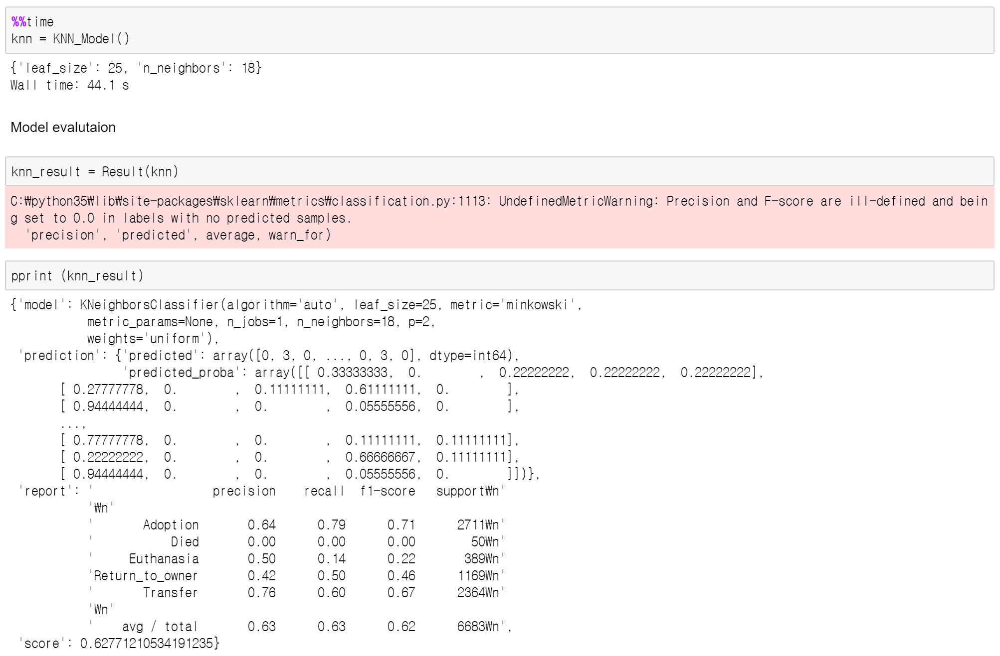 %%time
knn = KNN_Model()
{'leaf_size': 25, 'n_neighbors': 18}
Wall time: 44.1 s
Model evalutaion
knn_result = Result(knn)
C:₩python35₩lib₩site-packages₩sklearn₩metrics₩classification.py:1113: UndefinedMetricWarning: Precision and F-score are ill-defined and bein
g set to 0.0 in labels with no predicted samples.
  'precision', 'predicted', average, warn_for)
pprint (knn_result)
{'model': KNeighborsClassifier(algorithm='auto', leaf_size=25, metric='minkowski',
           metric_params=None, n_jobs=1, n_neighbors=18, p=2,
           weights='uniform'),
 'prediction': {'predicted': array([0, 3, 0, ..., 0, 3, 0], dtype=int64),
                'predicted_proba': array([[ 0.33333333,  0.        ,  0.22222222,  0.22222222,  0.22222222],
       [ 0.27777778,  0.        ,  0.11111111,  0.61111111,  0.        ],
       [ 0.94444444,  0.        ,  0.        ,  0.05555556,  0.        ],
       ...,
       [ 0.77777778,  0.        ,  0.        ,  0.11111111,  0.11111111],
       [ 0.22222222,  0.        ,  0.        ,  0.66666667,  0.11111111],
       [ 0.94444444,  0.        ,  0.        ,  0.05555556,  0.        ]])},
 'report': '                 precision    recall  f1-score   support₩n'
           '₩n'
           '       Adoption       0.64      0.79      0.71      2711₩n'
           '           Died       0.00      0.00      0.00        50₩n'
           '     Euthanasia       0.50      0.14      0.22       389₩n'
           'Return_to_owner       0.42      0.50      0.46      1169₩n'
           '       Transfer       0.76      0.60      0.67      2364₩n'
           '₩n'
           '    avg / total       0.63      0.63      0.62      6683₩n',
 'score': 0.62771210534191235}